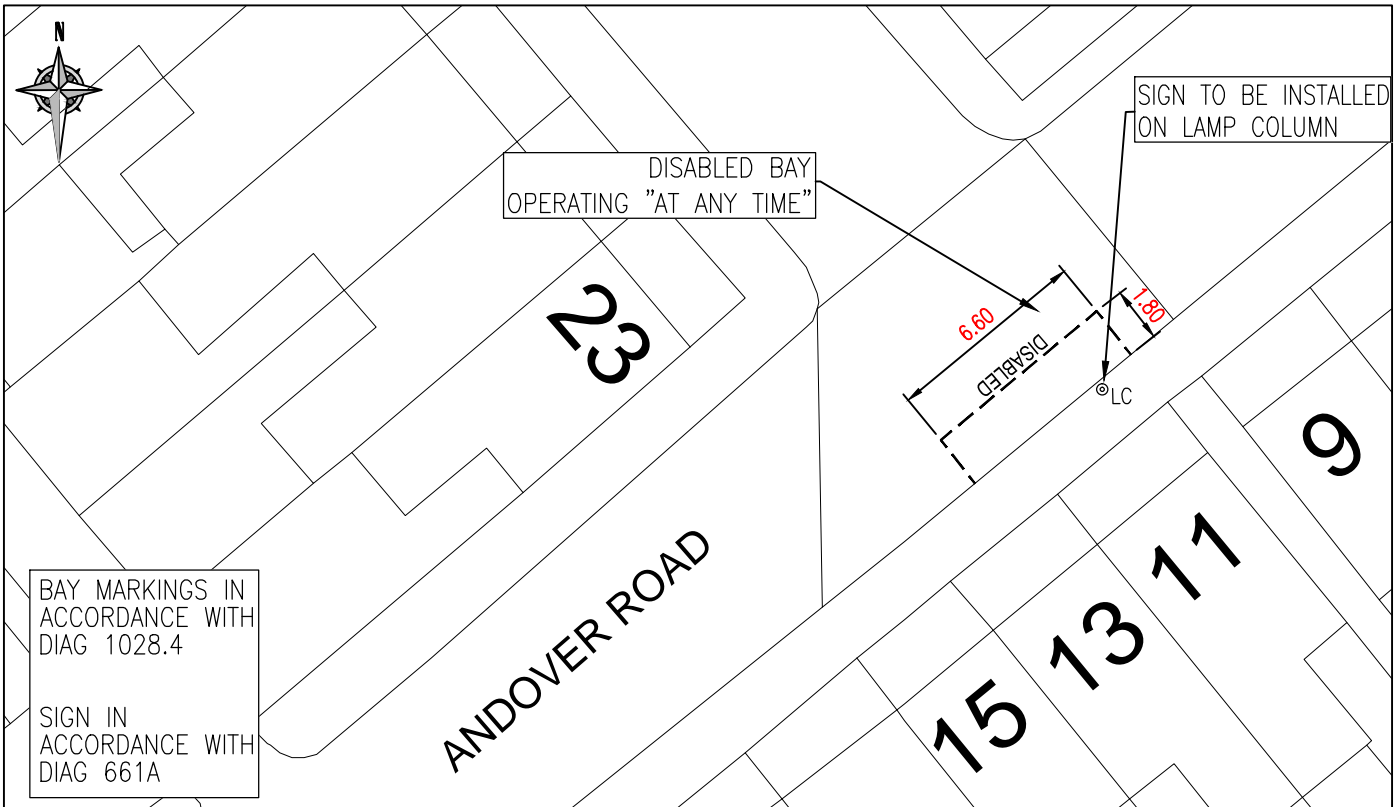 N
SIGN TO BE INSTALLED
ON LAMP COLUMN
DISABLED BAY
OPERATING "AT ANY TIME"
6.60
1.80
DISABLED
LC
23
9
11
13
15
ANDOVER ROAD
BAY MARKINGS IN
ACCORDANCE WITH
DIAG 1028.4
SIGN IN
ACCORDANCE WITH
DIAG 661A